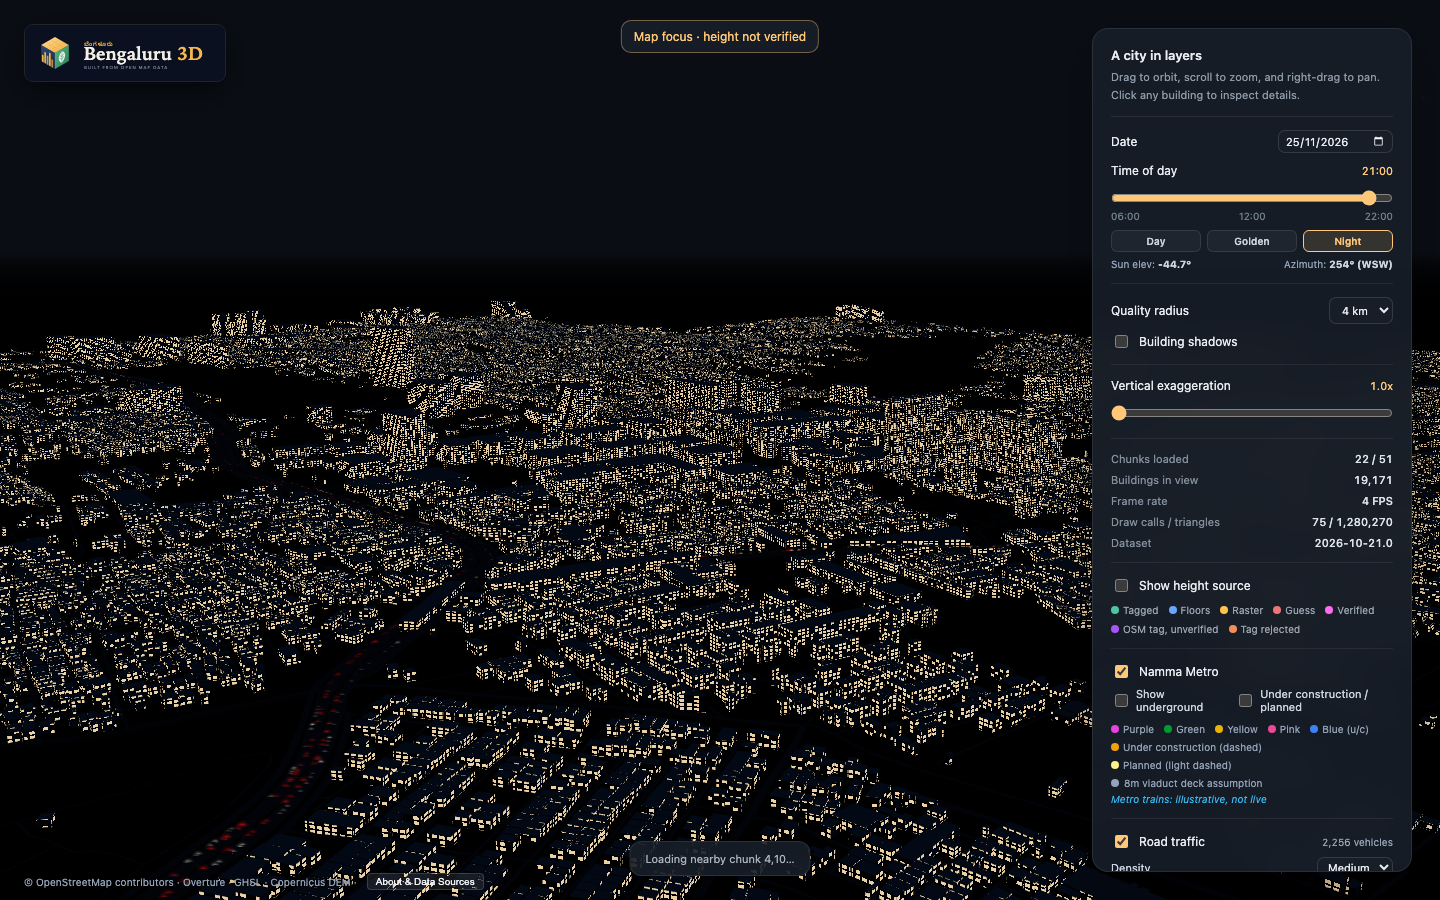 ಬೆಂಗಳೂರು
Bengaluru 3D
BUILT FROM OPEN MAP DATA
Map focus · height not verified
A city in layers
Drag to orbit, scroll to zoom, and right-drag to pan.
Click any building to inspect details.
Date 25/11/2026
Time of day 21:00
06:00 12:00 22:00
Day Golden Night
Sun elev: -44.7° Azimuth: 254° (WSW)
Quality radius 4 km
Building shadows
Vertical exaggeration 1.0x
Chunks loaded 22 / 51
Buildings in view 19,171
Frame rate 4 FPS
Draw calls / triangles 75 / 1,280,270
Dataset 2026-10-21.0
Show height source
Tagged Floors Raster Guess Verified
OSM tag, unverified Tag rejected
Namma Metro
Show underground
Under construction / planned
Purple Green Yellow Pink Blue (u/c)
Under construction (dashed)
Planned (light dashed)
8m viaduct deck assumption
Metro trains: illustrative, not live
Road traffic 2,256 vehicles
Density Medium
Loading nearby chunk 4,10...
© OpenStreetMap contributors · Overture · GHSL · Copernicus DEM
About & Data Sources